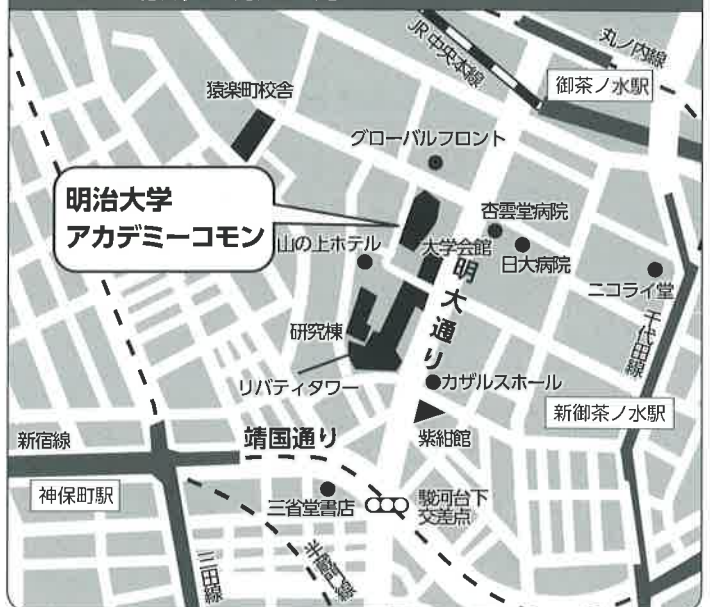 丸ノ内線
JR中央本線
御茶ノ水駅
猿楽町校舎
グローバルフロント
明治大学
アカデミーコモン
杏雲堂病院
山の上ホテル
大学会館
日大病院
明大通り
ニコライ堂
千代田線
研究棟
リバティタワー
カザルスホール
新御茶ノ水駅
紫紺館
新宿線
靖国通り
神保町駅
三省堂書店
駿河台下
交差点
三田線
半蔵門線